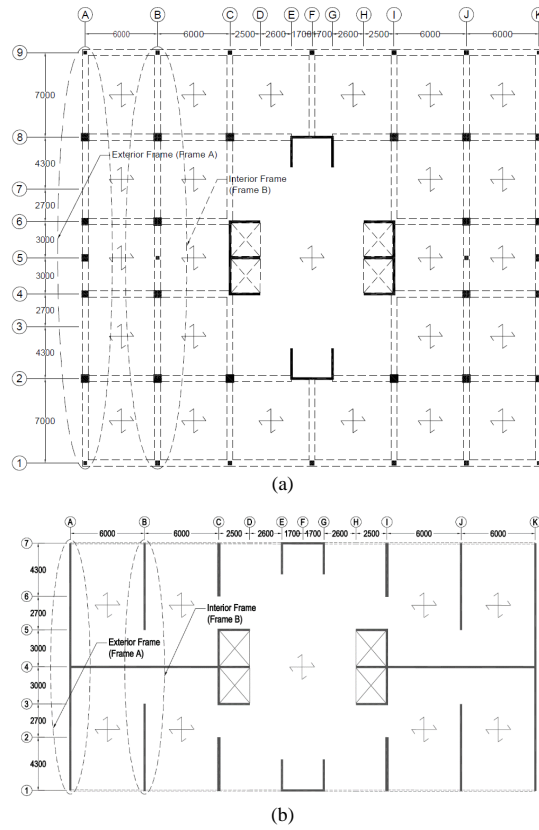 A B C D E F G H I J K
6000 6000 2500 2600 1700 1700 2600 2500 6000 6000
9
7000
8
4300
Exterior Frame (Frame A)
7
Interior Frame
(Frame B)
2700
6
3000
5
3000
4
2700
3
4300
2
7000
1
(a)
A B C D E F G H I J K
6000 6000 2500 2600 1700 1700 2600 2500 6000 6000
7
4300
6
2700
Interior Frame
(Frame B)
5
Exterior Frame
(Frame A)
3000
4
3000
3
2700
2
4300
1
(b)